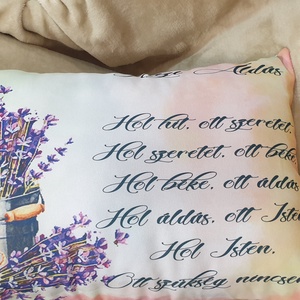 Áldás
Hol hit, ott szeretet.
Hol szeretet, ott béke
Hol béke, ott áldás
Hol áldás, ott Isten
Hol Isten,
Ott szükség nincsen